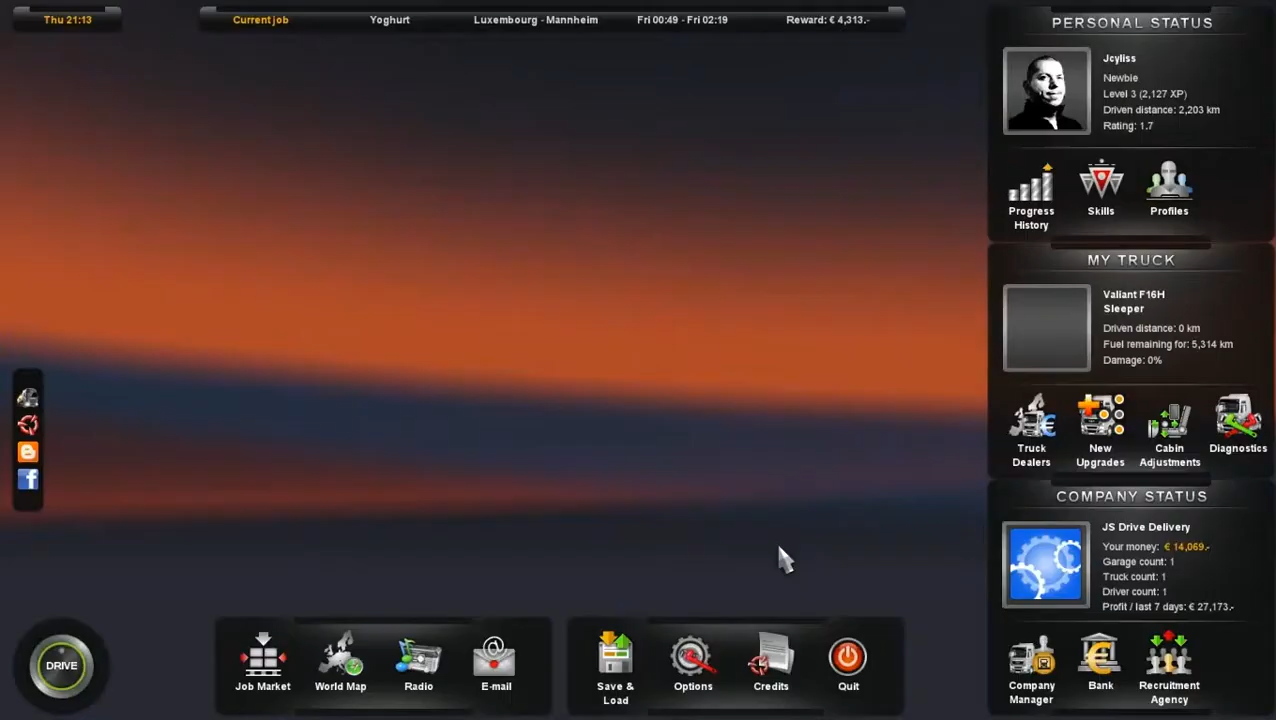 Thu 21:13
Current job Yoghurt Luxembourg - Mannheim Fri 00:49 - Fri 02:19 Reward: € 4,313.-
PERSONAL STATUS
Jcyliss
Newbie
Level 3 (2,127 XP)
Driven distance: 2,203 km
Rating: 1.7
Progress
History
Skills
Profiles
MY TRUCK
Valiant F16H
Sleeper
Driven distance: 0 km
Fuel remaining for: 5,314 km
Damage: 0%
Truck
Dealers
New
Upgrades
Cabin
Adjustments
Diagnostics
COMPANY STATUS
JS Drive Delivery
Your money: € 14,069.-
Garage count: 1
Truck count: 1
Driver count: 1
Profit / last 7 days: € 27,173.-
Company
Manager
Bank
Recruitment
Agency
DRIVE
Job Market
World Map
Radio
E-mail
Save &
Load
Options
Credits
Quit